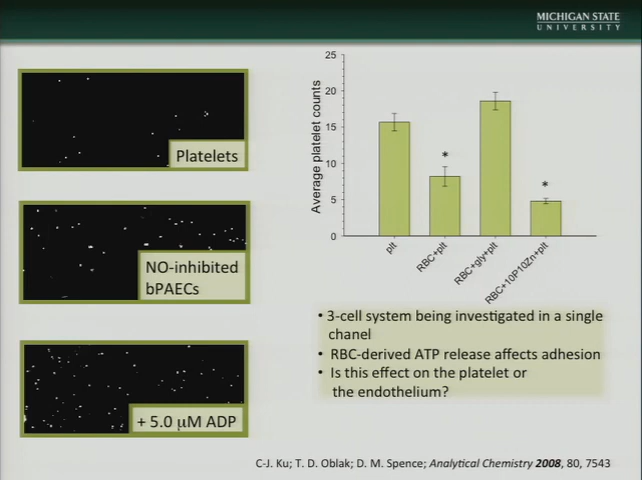 MICHIGAN STATE
UNIVERSITY
Platelets
NO-inhibited
bPAECs
+ 5.0 μM ADP
25
20
15
10
5
0
Average platelet counts
*
*
plt
RBC+plt
RBC+gly+plt
RBC+10P10Zn+plt
• 3-cell system being investigated in a single
chanel
• RBC-derived ATP release affects adhesion
• Is this effect on the platelet or
the endothelium?
C-J. Ku; T. D. Oblak; D. M. Spence; Analytical Chemistry 2008, 80, 7543